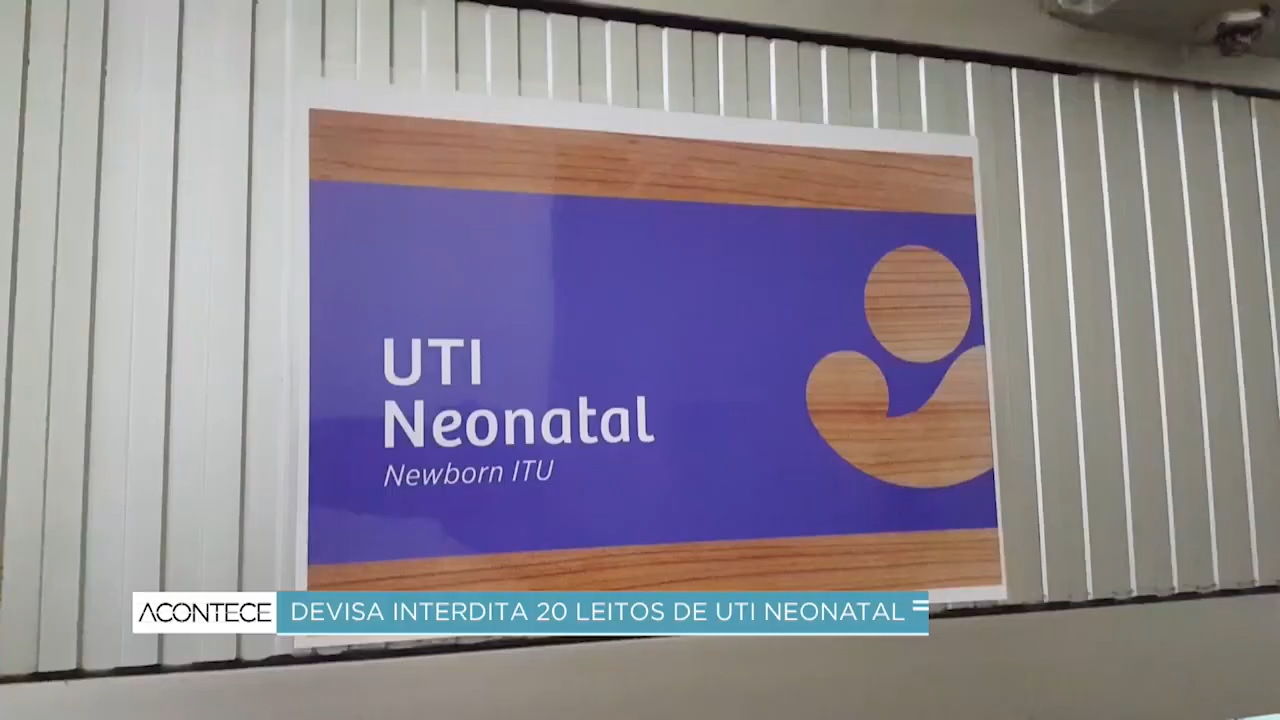 UTI
Neonatal
Newborn ITU
ACONTECE
DEVISA INTERDITA 20 LEITOS DE UTI NEONATAL